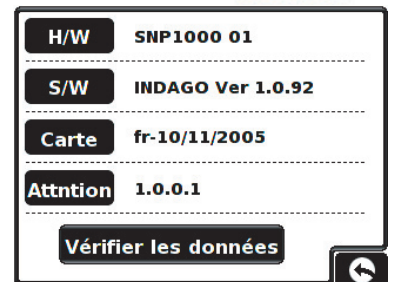 H/W SNP1000 01
S/W INDAGO Ver 1.0.92
Carte fr-10/11/2005
Attntion 1.0.0.1
Vérifier les données